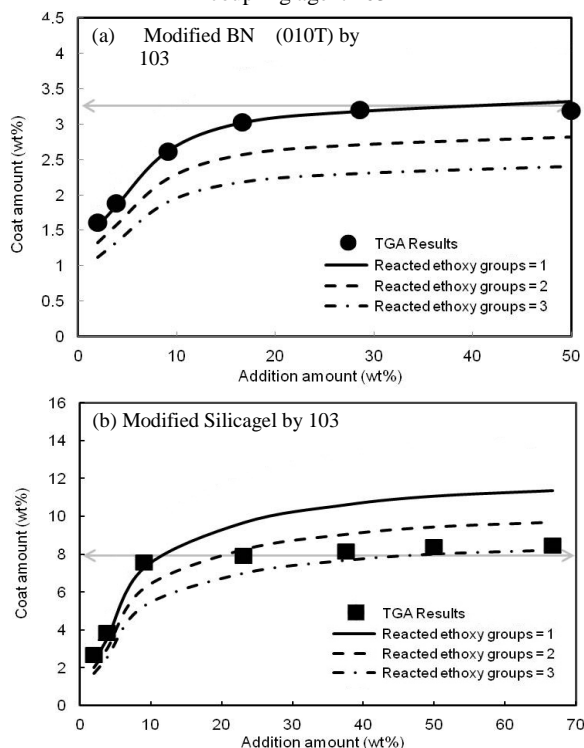 4.5
(a) Modified BN (010T) by
103
4
3.5
3
2.5
2
1.5
1
0.5
0
Coat amount (wt%)
TGA Results
Reacted ethoxy groups = 1
Reacted ethoxy groups = 2
Reacted ethoxy groups = 3
0 10 20 30 40 50
Addition amount (wt%)
16
(b) Modified Silicagel by 103
14
12
10
8
6
4
2
0
Coat amount (wt%)
TGA Results
Reacted ethoxy groups = 1
Reacted ethoxy groups = 2
Reacted ethoxy groups = 3
0 10 20 30 40 50 60 70
Addition amount (wt%)